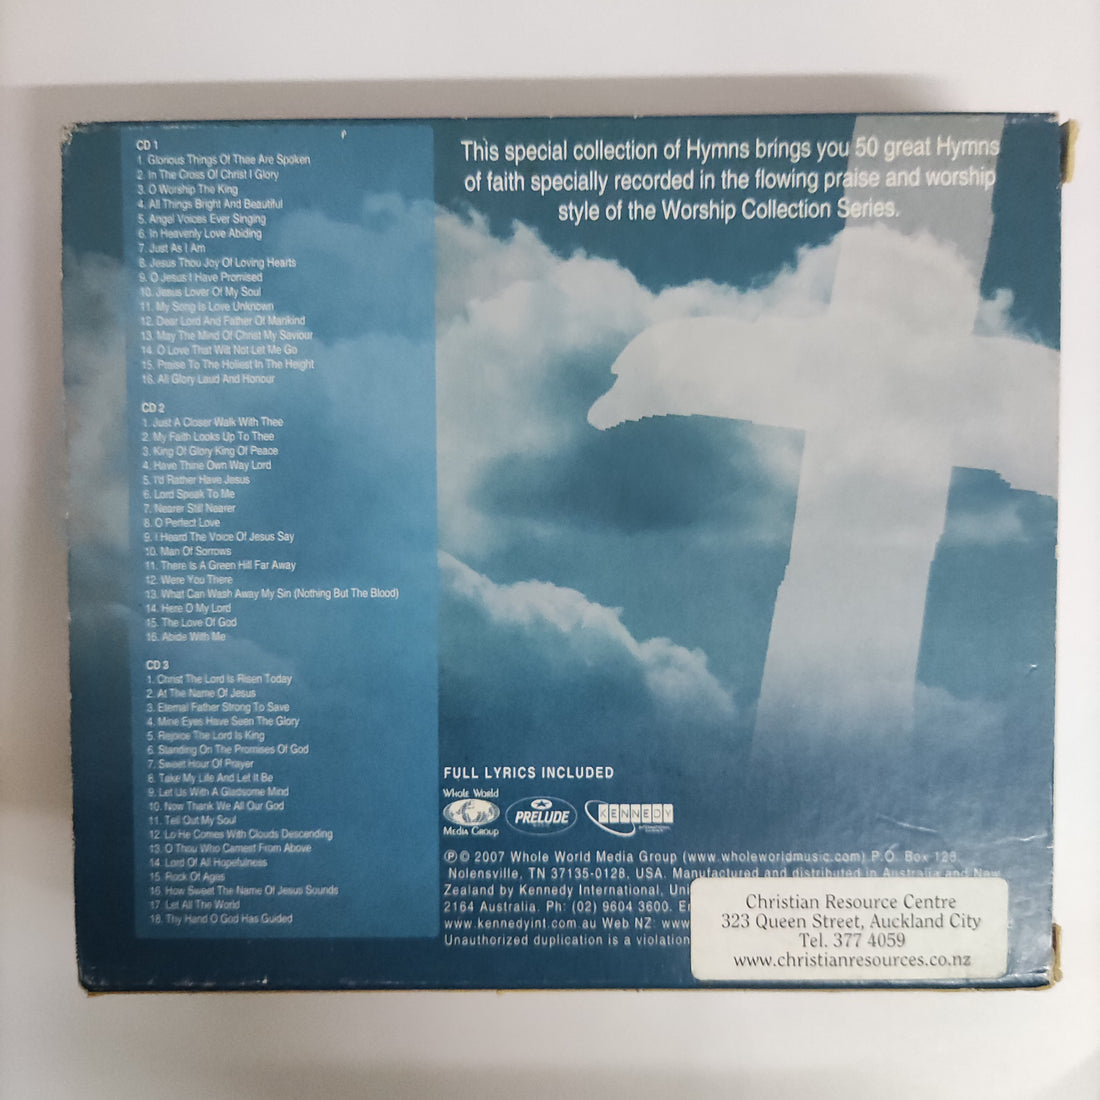 CD 1
1. Glorious Things Of Thee Are Spoken
2. In The Cross Of Christ I Glory
3. O Worship The King
4. All Things Bright And Beautiful
5. Angel Voices Ever Singing
6. In Heavenly Love Abiding
7. Just As I Am
8. Jesus Thou Joy Of Loving Hearts
9. O Jesus I Have Promised
10. Jesus Lover Of My Soul
11. My Song Is Love Unknown
12. Dear Lord And Father Of Mankind
13. May The Mind Of Christ My Saviour
14. O Love That Will Not Let Me Go
15. Praise To The Holiest In The Height
16. All Glory Laud And Honour
CD 2
1. Just A Closer Walk With Thee
2. My Faith Looks Up To Thee
3. King Of Glory King Of Peace
4. Have Thine Own Way Lord
5. I'd Rather Have Jesus
6. Lord Speak To Me
7. Nearer Still Nearer
8. O Perfect Love
9. I Heard The Voice Of Jesus Say
10. Man Of Sorrows
11. There Is A Green Hill Far Away
12. Were You There
13. What Can Wash Away My Sin (Nothing But The Blood)
14. Here O My Lord
15. The Love Of God
16. Abide With Me
CD 3
1. Christ The Lord Is Risen Today
2. At The Name Of Jesus
3. Eternal Father Strong To Save
4. Mine Eyes Have Seen The Glory
5. Rejoice The Lord Is King
6. Standing On The Promises Of God
7. Sweet Hour Of Prayer
8. Take My Life And Let It Be
9. Let Us With A Gladsome Mind
10. Now Thank We All Our God
11. Tell Out My Soul
12 Lo He Comes With Clouds Descending
13. O Thou Who Camest From Above
14. Lord Of All Hopefulness
15. Rock Of Ages
16. How Sweet The Name Of Jesus Sounds
17. Let All The World
18. Thy Hand O God Has Guided
This special collection of Hymns brings you 50 great Hymns
of faith specially recorded in the flowing praise and worship
style of the Worship Collection Series.
FULL LYRICS INCLUDED
Whole World
Media Group
PRELUDE
KENNEDY
℗© 2007 Whole World Media Group (www.wholeworldmusic.com) P.O. Box 128
Nolensville, TN 37135-0128. USA. Manufactured and distributed in Australia and New
Zealand by Kennedy International, Uni
2164 Australia. Ph: (02) 9604 3600.
www.kennedyint.com.au Web NZ: www
Unauthorized duplication is a violation
Christian Resource Centre
323 Queen Street, Auckland City
Tel. 377 4059
www.christianresources.co.nz